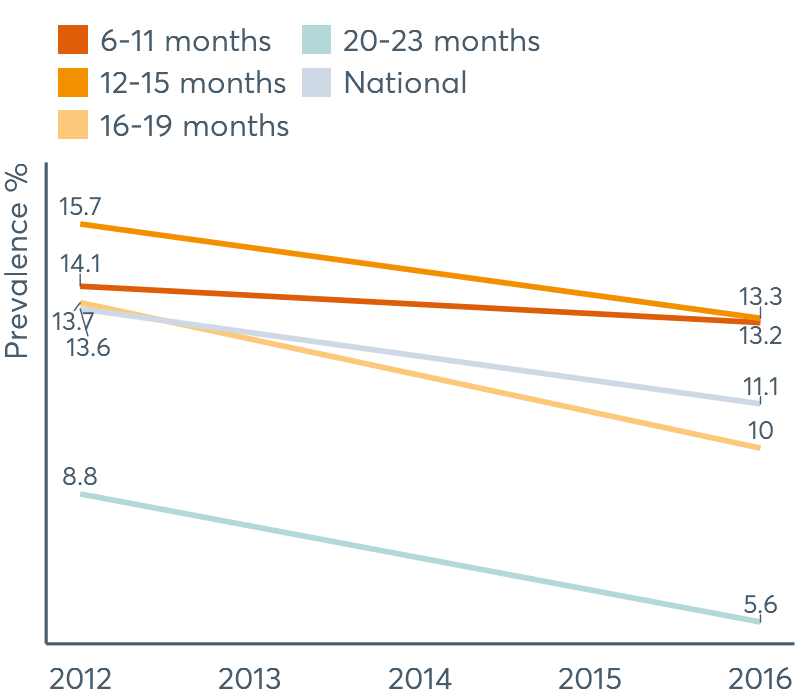 6-11 months
20-23 months
12-15 months
National
16-19 months
Prevalence %
15.7
14.1
13.7
13.6
8.8
13.3
13.2
11.1
10
5.6
2012 2013 2014 2015 2016